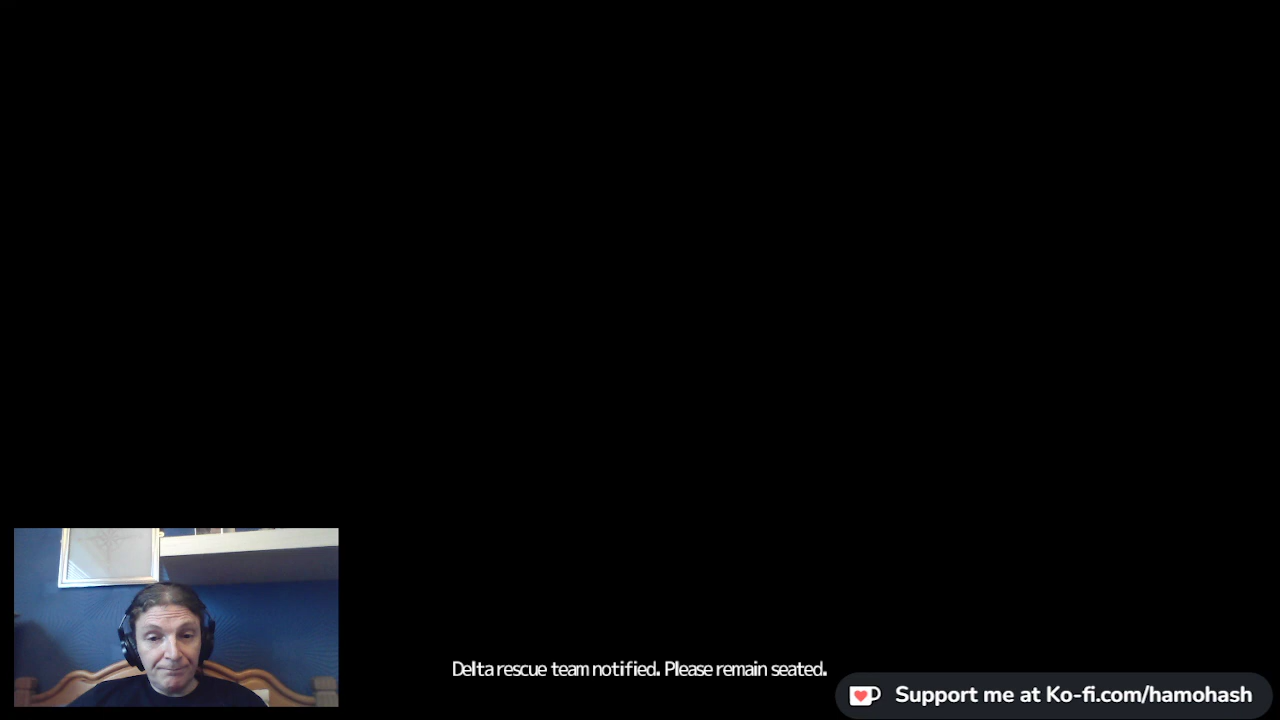 Delta rescue team notified. Please remain seated.
Support me at Ko-fi.com/hamohash